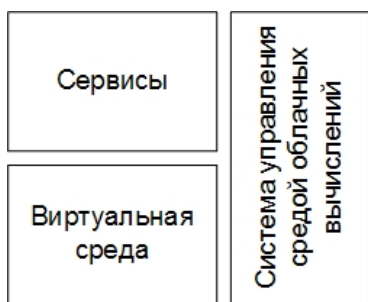 Сервисы
Виртуальная
среда
Система управления
средой облачных
вычислений